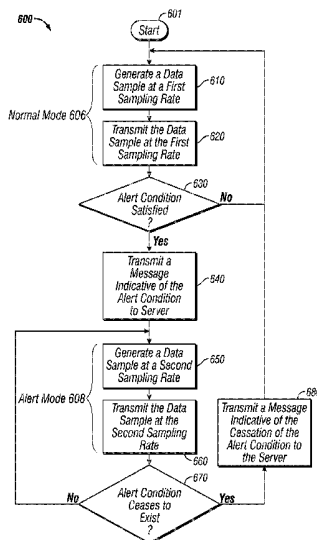 600
601
Start
Generate a Data
Sample at a First
Sampling Rate
610
Normal Mode 606
Transmit the Data
Sample at the First
Sampling Rate
620
630
Alert Condition
Satisfied
?
No
Yes
Transmit a
Message
Indicative of the
Alert Condition
to Server
640
Generate a Data
Sample at a Second
Sampling Rate
650
Alert Mode 608
Transmit the Data
Sample at the
Second Sampling
Rate
660
Transmit a Message
Indicative of the
Cessation of the
Alert Condition to
the Server
670
No
Alert Condition
Ceases to
Exist
?
Yes